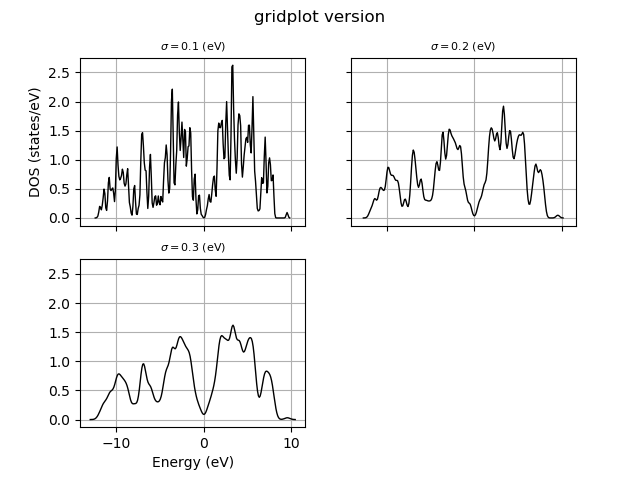 gridplot version
σ = 0.1 (eV)
σ = 0.2 (eV)
2.5
2.0
1.5
1.0
0.5
0.0
DOS (states/eV)
σ = 0.3 (eV)
2.5
2.0
1.5
1.0
0.5
0.0
−10 0 10
Energy (eV)